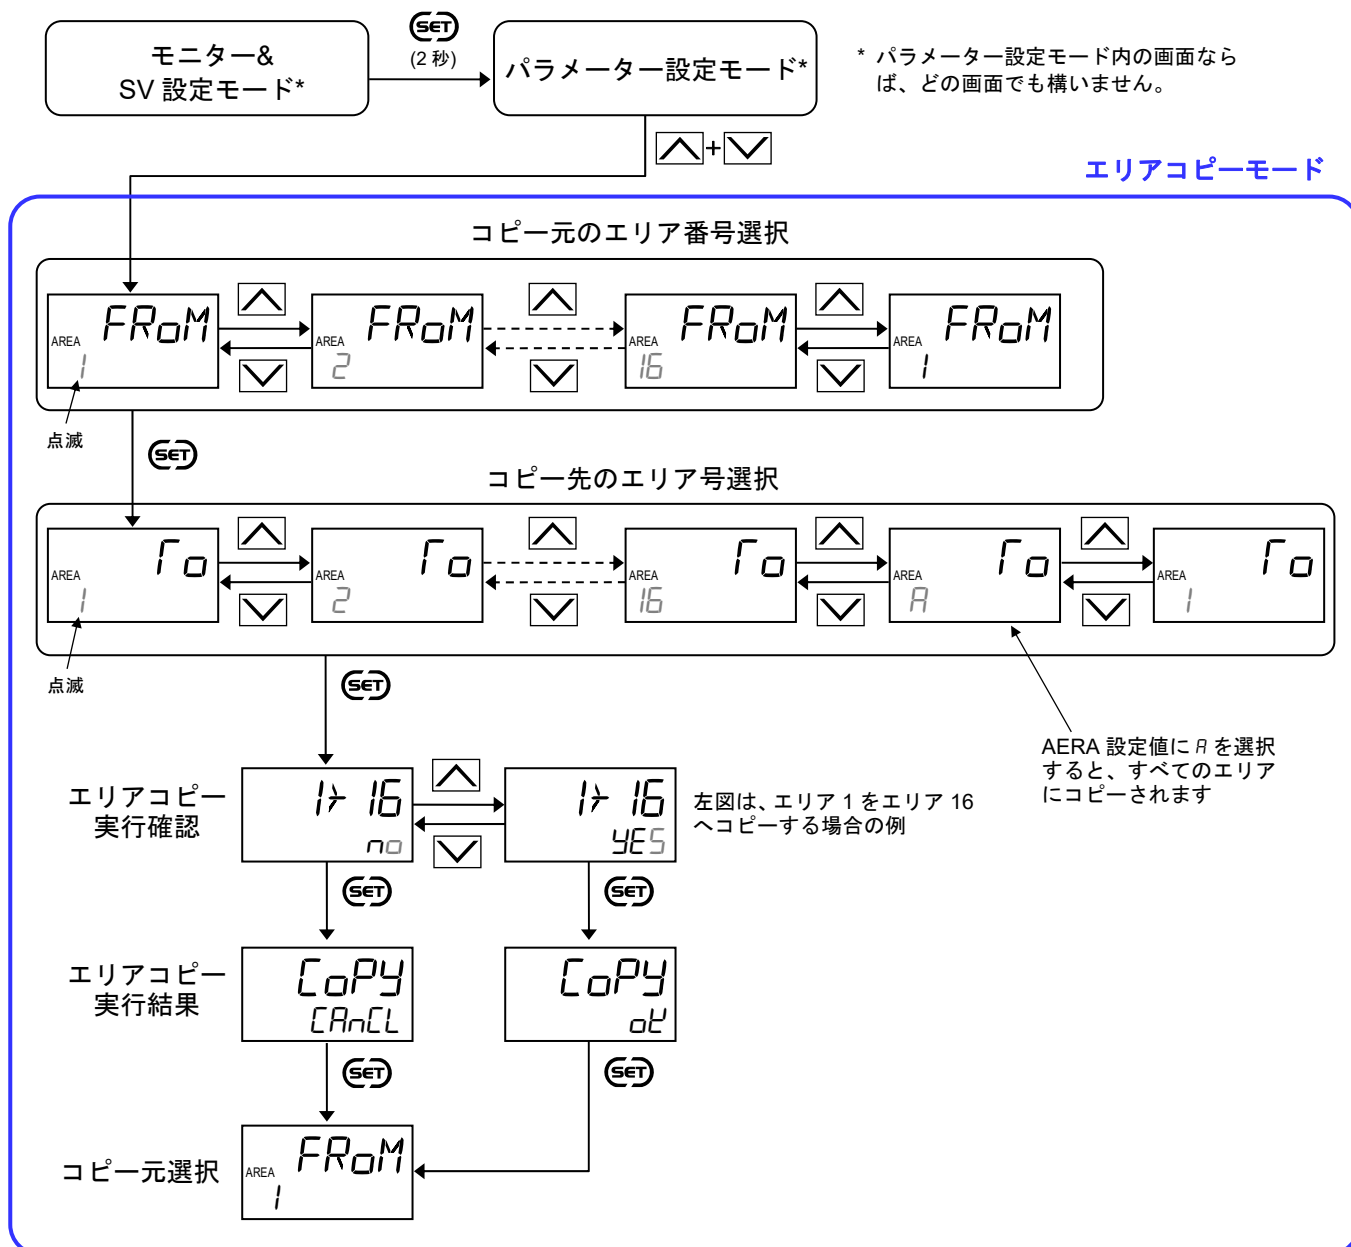 モニター&
SV 設定モード*
SET
(2 秒)
パラメーター設定モード*
* パラメーター設定モード内の画面なら
ば、どの画面でも構いません。
+
エリアコピーモード
コピー元のエリア番号選択
FRoM
AREA
1
FRoM
AREA
2
FRoM
AREA
16
FRoM
AREA
1
点滅
SET
コピー先のエリア号選択
To
AREA
1
To
AREA
2
To
AREA
16
To
AREA
A
To
AREA
1
点滅
SET
AERA 設定値に A を選択
すると、すべてのエリア
にコピーされます
エリアコピー
実行確認
1 16
no
1 16
YES
左図は、エリア 1 をエリア 16
へコピーする場合の例
SET
SET
エリアコピー
実行結果
CoPY
CAnCL
CoPY
oK
SET
SET
コピー元選択
FRoM
AREA
1